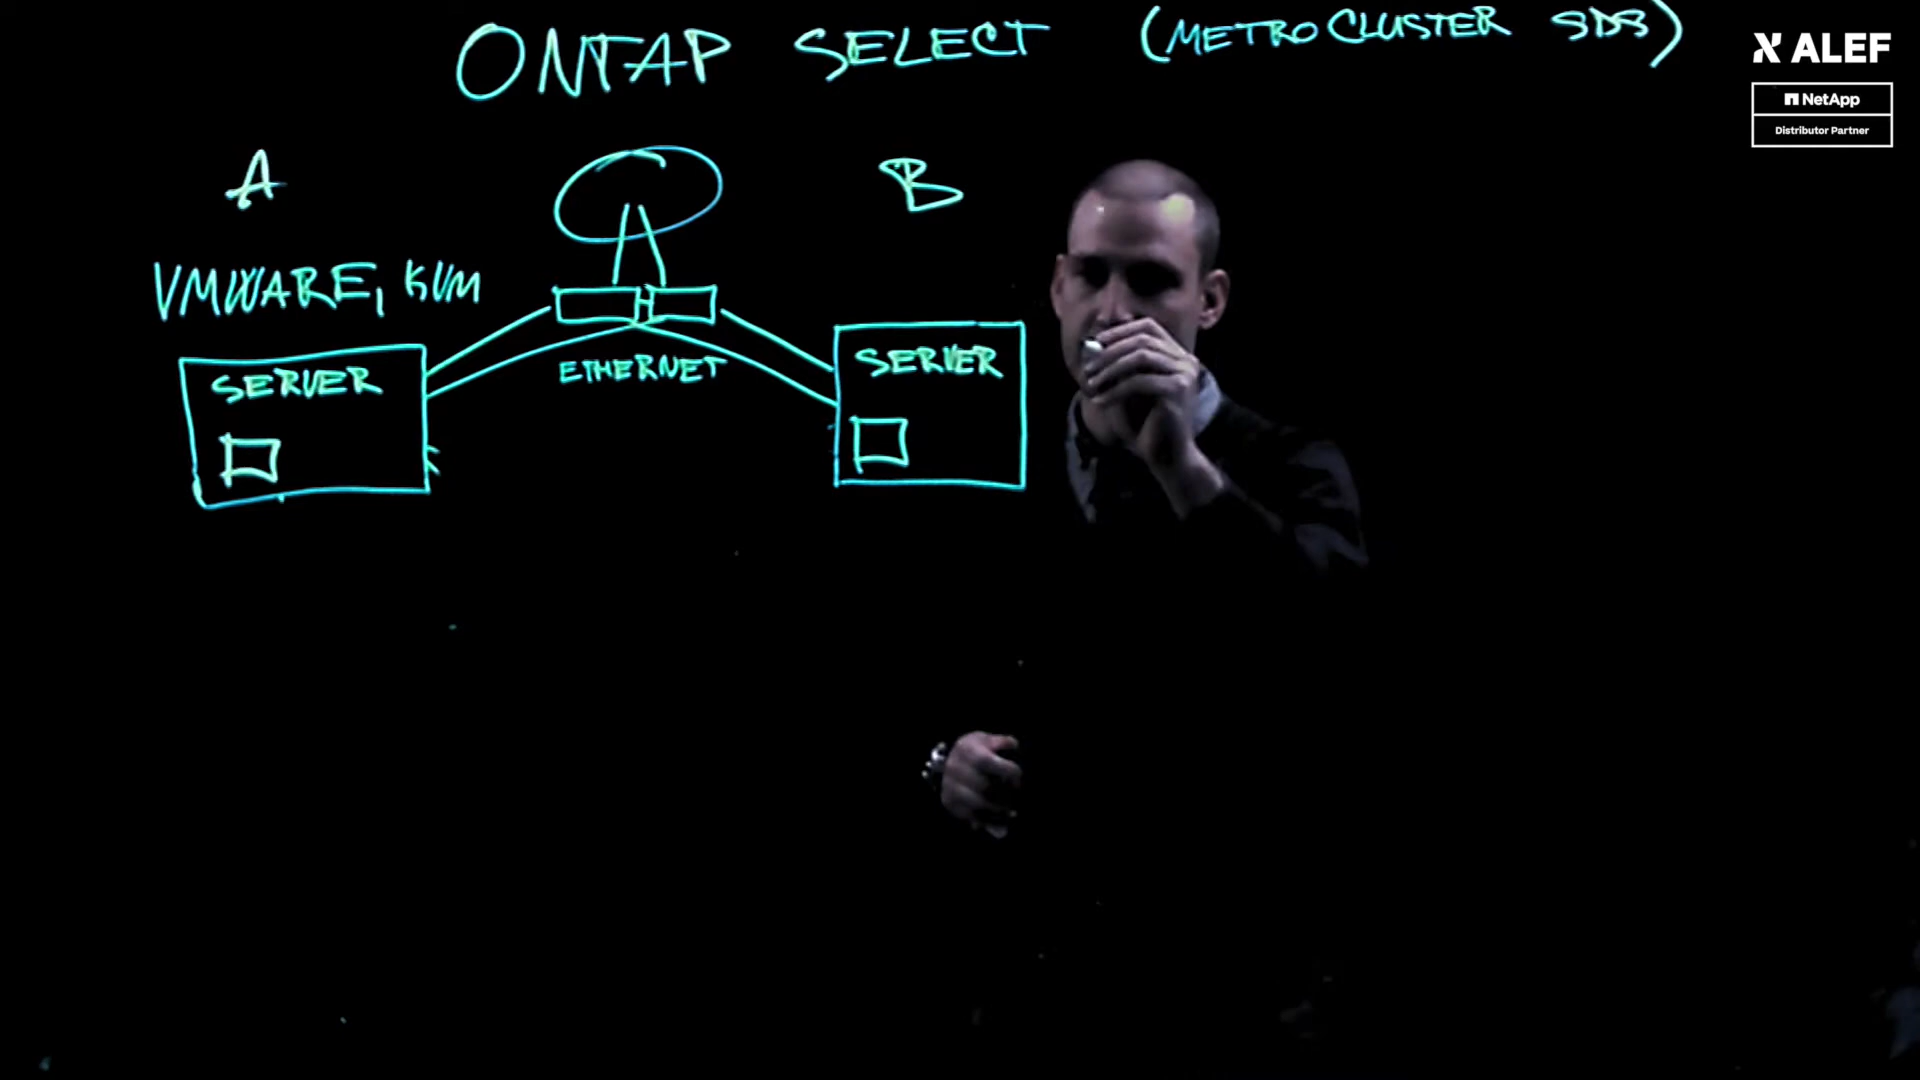 ONTAP SELECT (METROCLUSTER SDS)
ALEF
NetApp
Distributor Partner
A
B
VMWARE, KVM
ETHERNET
SERVER
SERVER